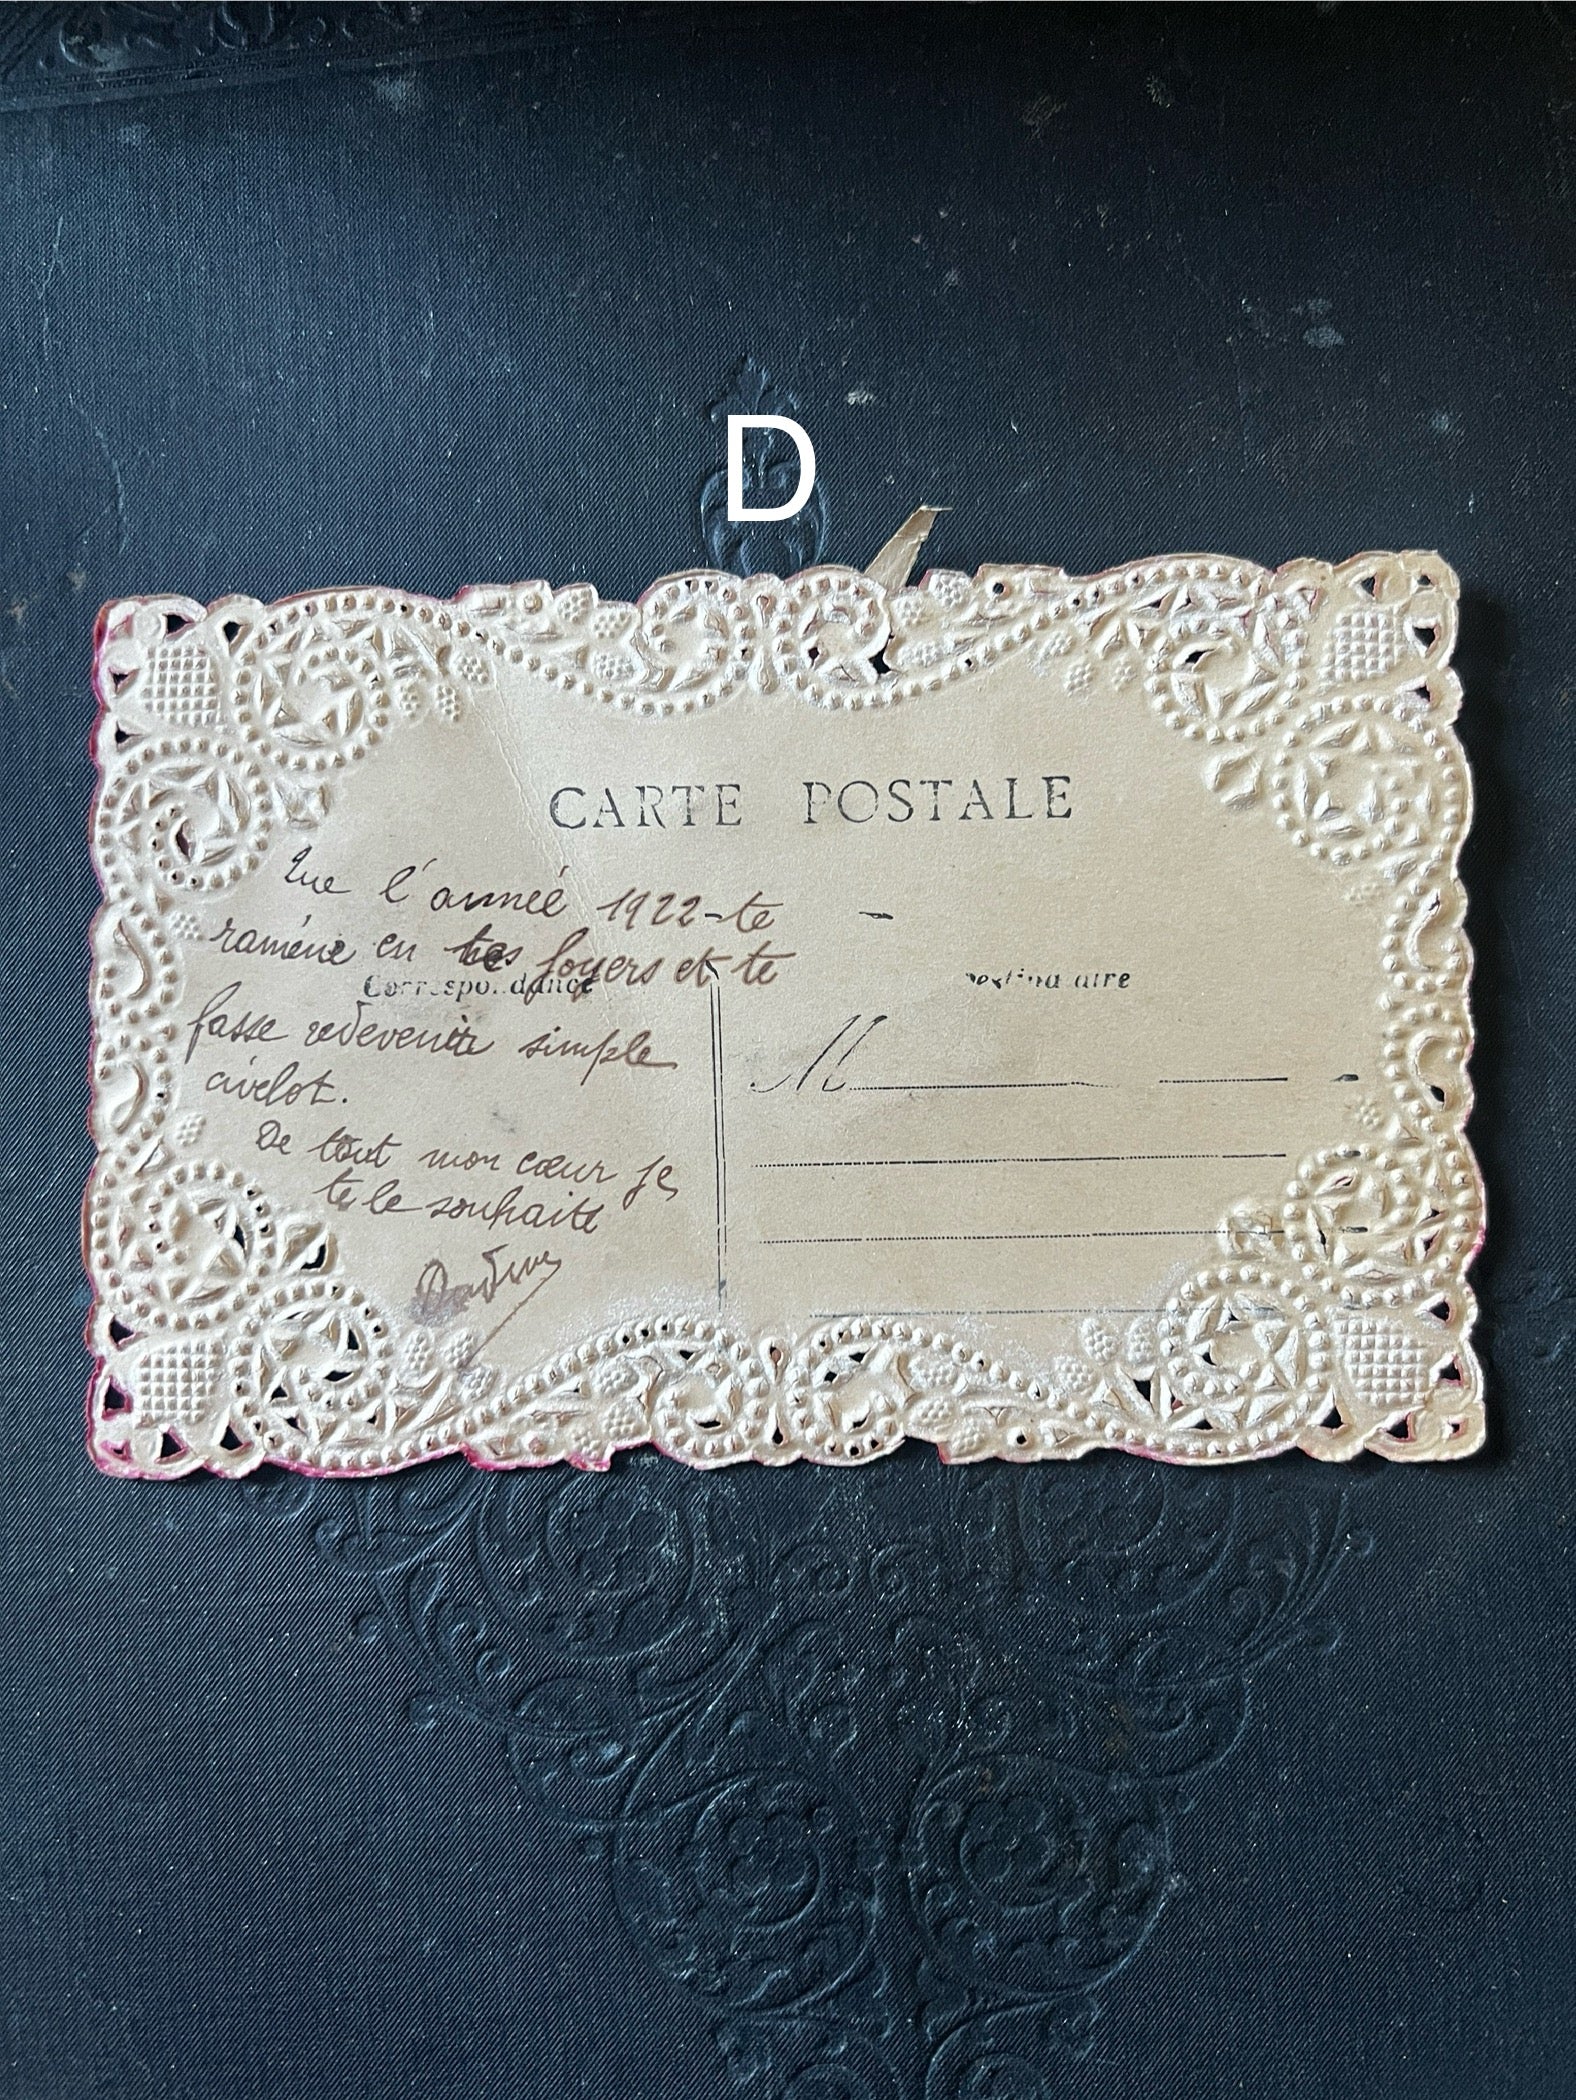 D
CARTE POSTALE
Que l'année 1922-te
ramène en tes foyers et te
Correspondance
fasse redevenir simple
civelot.
De tout mon cœur je
te le souhaite
M